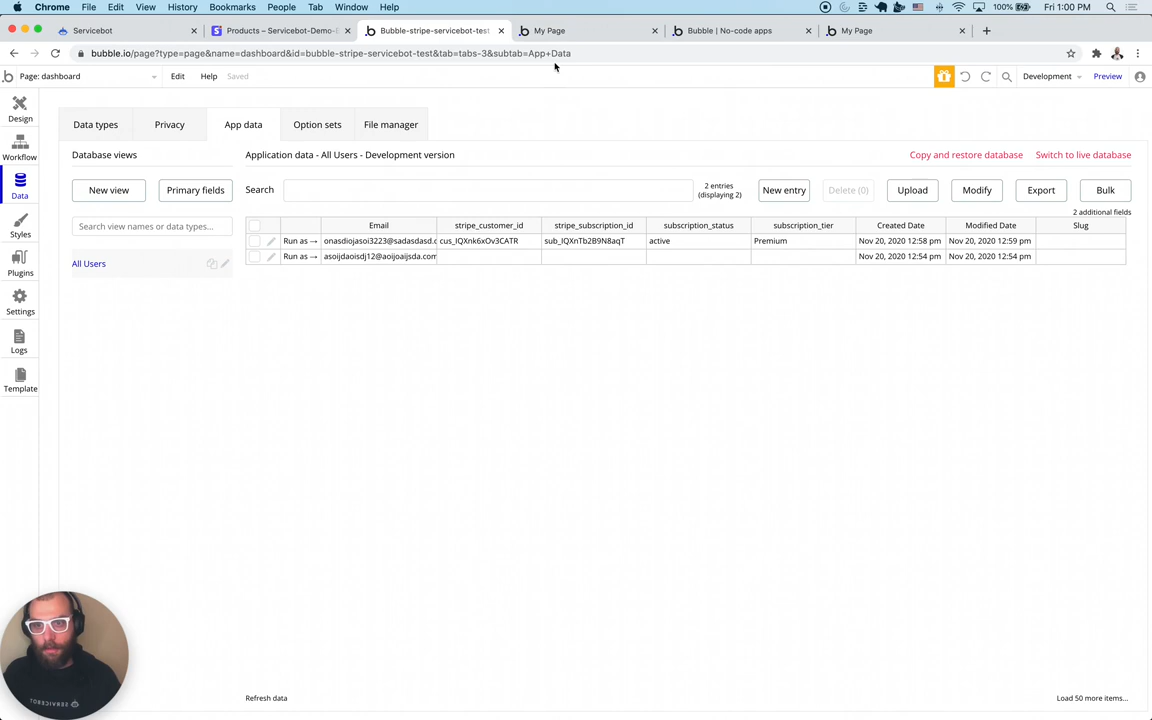 Chrome File Edit View History Bookmarks People Tab Window Help 100% Fri 1:00 PM
Servicebot Products – Servicebot-Demo- Bubble-stripe-servicebot-test My Page Bubble | No-code apps My Page
bubble.io/page?type=page&name=dashboard&id=bubble-stripe-servicebot-test&tab=tabs-3&subtab=App+Data
Page: dashboard Edit Help Saved Development Preview
Design
Workflow
Data
Styles
Plugins
Settings
Logs
Template
Data types Privacy App data Option sets File manager
Database views
New view Primary fields
Search view names or data types...
All Users
Application data - All Users - Development version Copy and restore database Switch to live database
Search 2 entries
(displaying 2)
New entry Delete (0) Upload Modify Export Bulk
2 additional fields
Email stripe_customer_id stripe_subscription_id subscription_status subscription_tier Created Date Modified Date Slug
Run as → onasdiojasoi3223@sadasdasd.c cus_IQXnk6xOv3CATR sub_IQXnTb2B9N8aqT active Premium Nov 20, 2020 12:58 pm Nov 20, 2020 12:59 pm
Run as → asoijdaoisdj12@aoijoaijsda.com Nov 20, 2020 12:54 pm Nov 20, 2020 12:54 pm
Refresh data Load 50 more items...